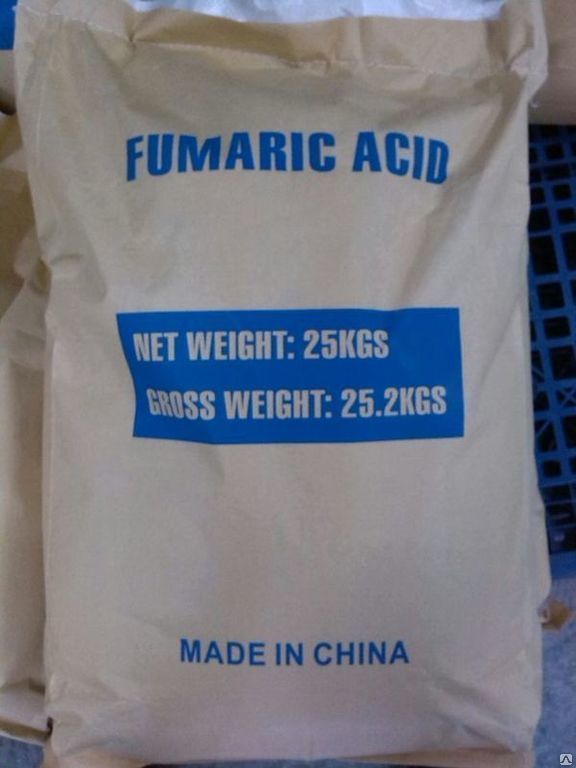 FUMARIC ACID
NET WEIGHT: 25KGS
GROSS WEIGHT: 25.2KGS
MADE IN CHINA